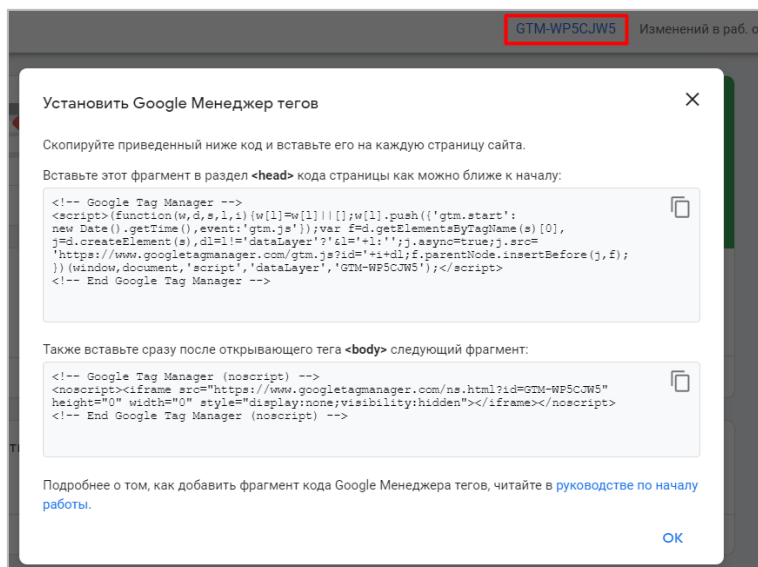 GTM-WP5CJW5 Изменений в раб. о
Установить Google Менеджер тегов
Скопируйте приведенный ниже код и вставьте его на каждую страницу сайта.
Вставьте этот фрагмент в раздел <head> кода страницы как можно ближе к началу:
<!-- Google Tag Manager -->
<script>(function(w,d,s,l,i){w[l]=w[l]||[];w[l].push({'gtm.start':
new Date().getTime(),event:'gtm.js'});var f=d.getElementsByTagName(s)[0],
j=d.createElement(s),dl=l!='dataLayer'?'&l='+l:'';j.async=true;j.src=
'https://www.googletagmanager.com/gtm.js?id='+i+dl;f.parentNode.insertBefore(j,f);
})(window,document,'script','dataLayer','GTM-WP5CJW5');</script>
<!-- End Google Tag Manager -->
Также вставьте сразу после открывающего тега <body> следующий фрагмент:
<!-- Google Tag Manager (noscript) -->
<noscript><iframe src="https://www.googletagmanager.com/ns.html?id=GTM-WP5CJW5"
height="0" width="0" style="display:none;visibility:hidden"></iframe></noscript>
<!-- End Google Tag Manager (noscript) -->
Подробнее о том, как добавить фрагмент кода Google Менеджера тегов, читайте в руководстве по началу
работы.
ОК